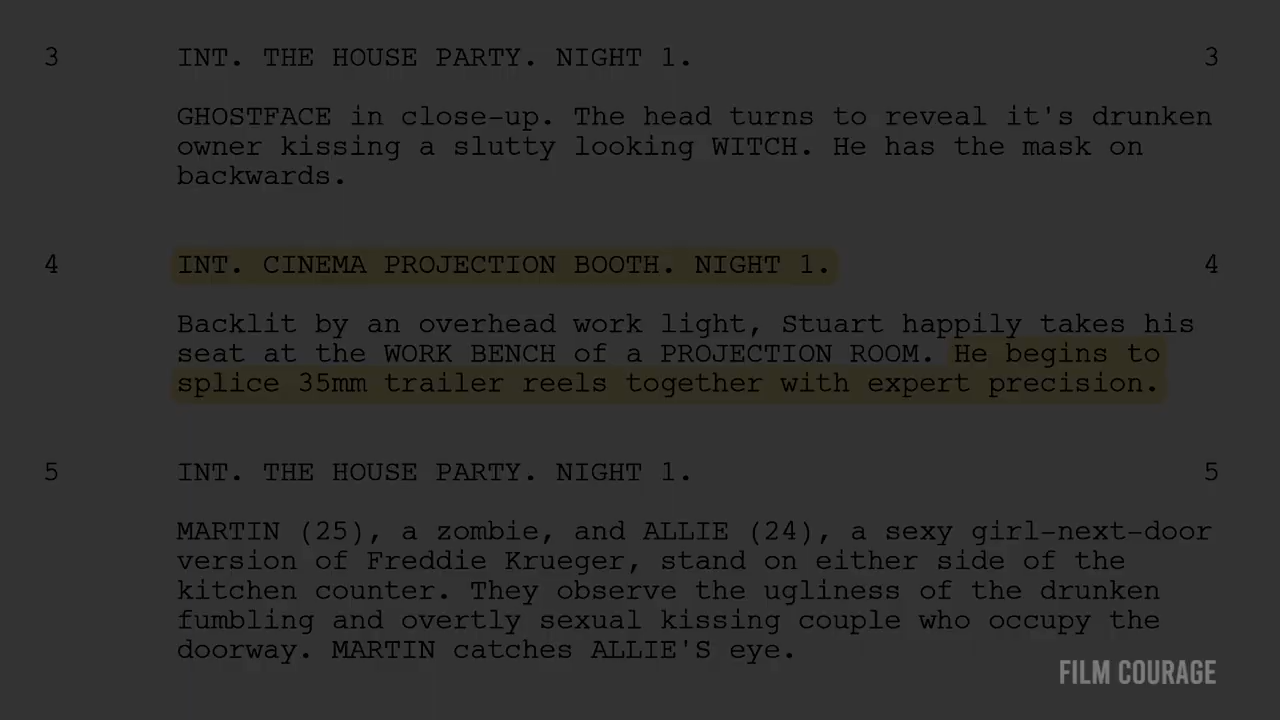 3 INT. THE HOUSE PARTY. NIGHT 1. 3
GHOSTFACE in close-up. The head turns to reveal it's drunken
owner kissing a slutty looking WITCH. He has the mask on
backwards.
4 INT. CINEMA PROJECTION BOOTH. NIGHT 1. 4
Backlit by an overhead work light, Stuart happily takes his
seat at the WORK BENCH of a PROJECTION ROOM. He begins to
splice 35mm trailer reels together with expert precision.
5 INT. THE HOUSE PARTY. NIGHT 1. 5
MARTIN (25), a zombie, and ALLIE (24), a sexy girl-next-door
version of Freddie Krueger, stand on either side of the
kitchen counter. They observe the ugliness of the drunken
fumbling and overtly sexual kissing couple who occupy the
doorway. MARTIN catches ALLIE'S eye.
FILM COURAGE